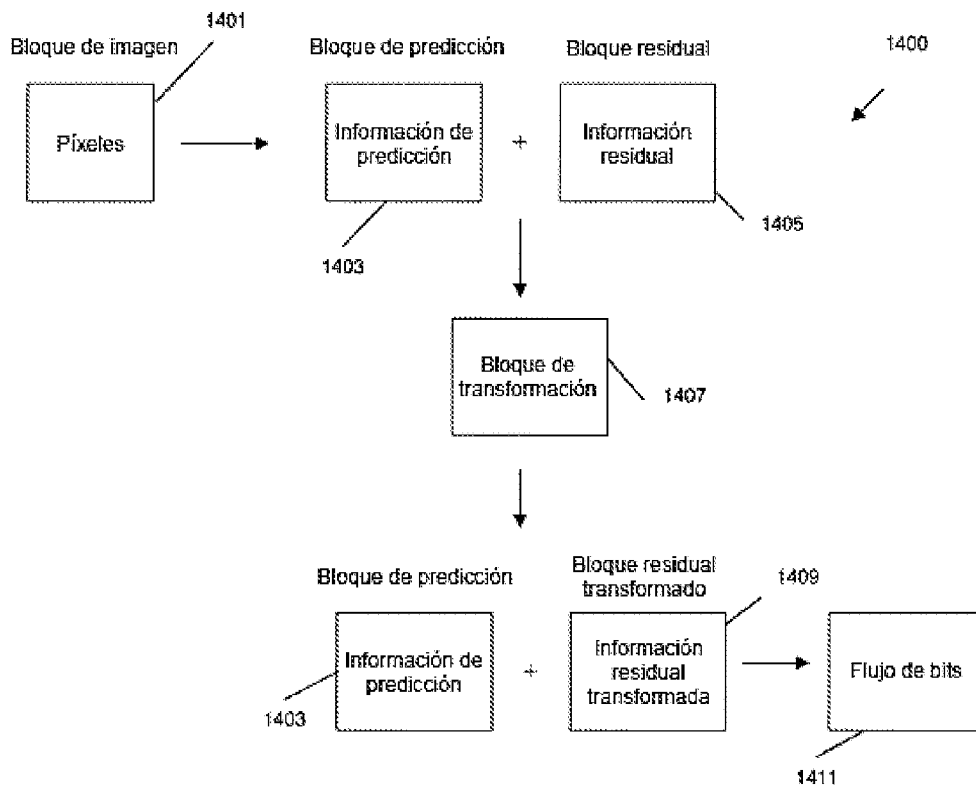 1401
Bloque de imagen
Bloque de predicción
Bloque residual
1400
Píxeles
Información de
predicción
+
Información
residual
1403
1405
Bloque de
transformación
1407
Bloque de predicción
Bloque residual
transformado
1409
Información de
predicción
+
Información
residual
transformada
Flujo de bits
1403
1411